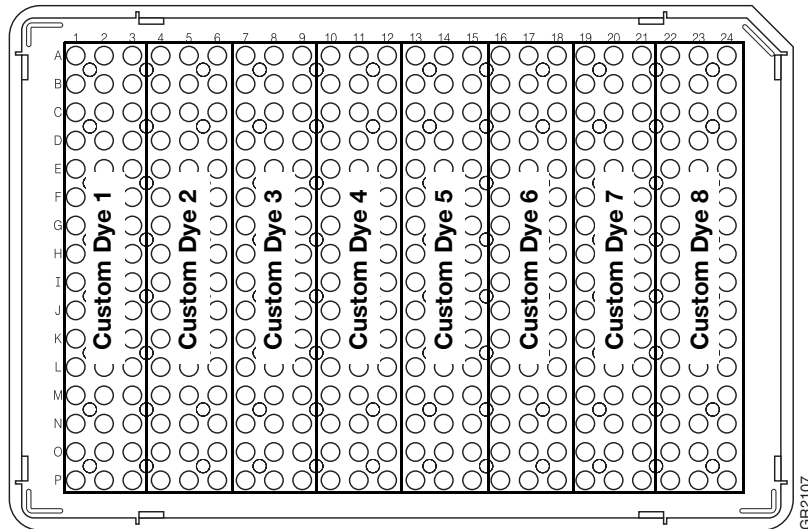 1 2 3 4 5 6 7 8 9 10 11 12 13 14 15 16 17 18 19 20 21 22 23 24
A
B
C
D
E
F
G
H
I
J
K
L
M
N
O
P
Custom Dye 1
Custom Dye 2
Custom Dye 3
Custom Dye 4
Custom Dye 5
Custom Dye 6
Custom Dye 7
Custom Dye 8
GR2107